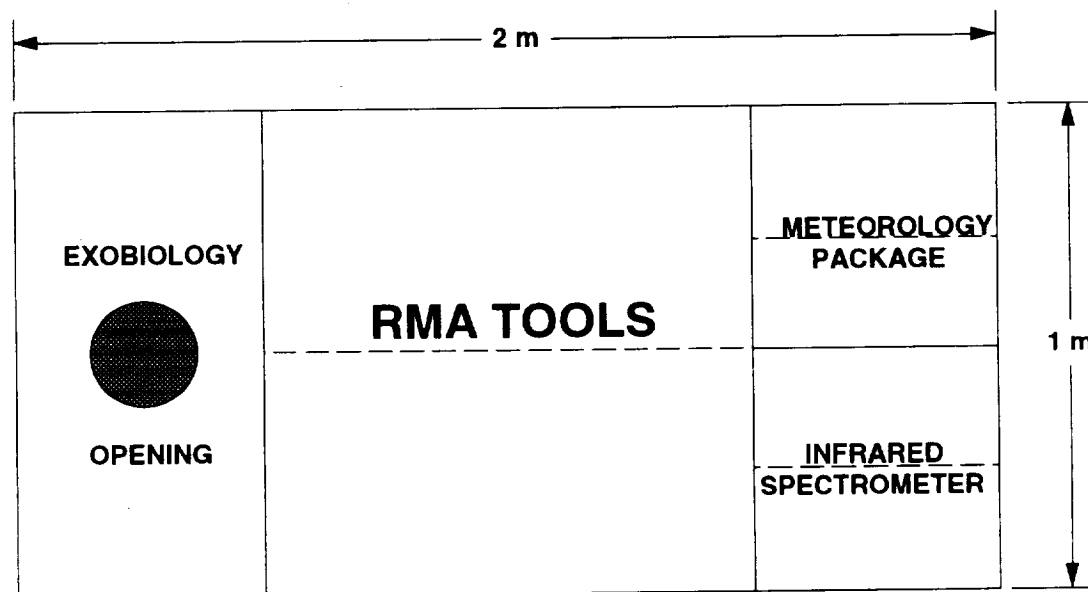 2 m
EXOBIOLOGY
OPENING
RMA TOOLS
METEOROLOGY
PACKAGE
INFRARED
SPECTROMETER
1 m